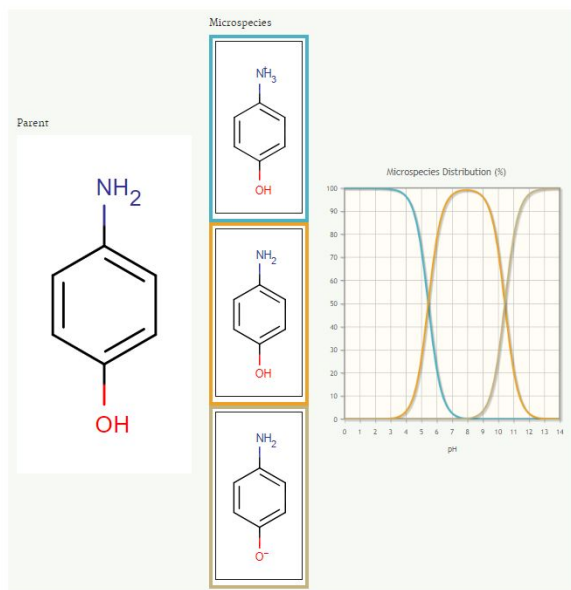 Microspecies
Parent
NH2
OH
NH3+
OH
NH2
OH
NH2
O−
Microspecies Distribution (%)
100
90
80
70
60
50
40
30
20
10
0
0 1 2 3 4 5 6 7 8 9 10 11 12 13 14
pH